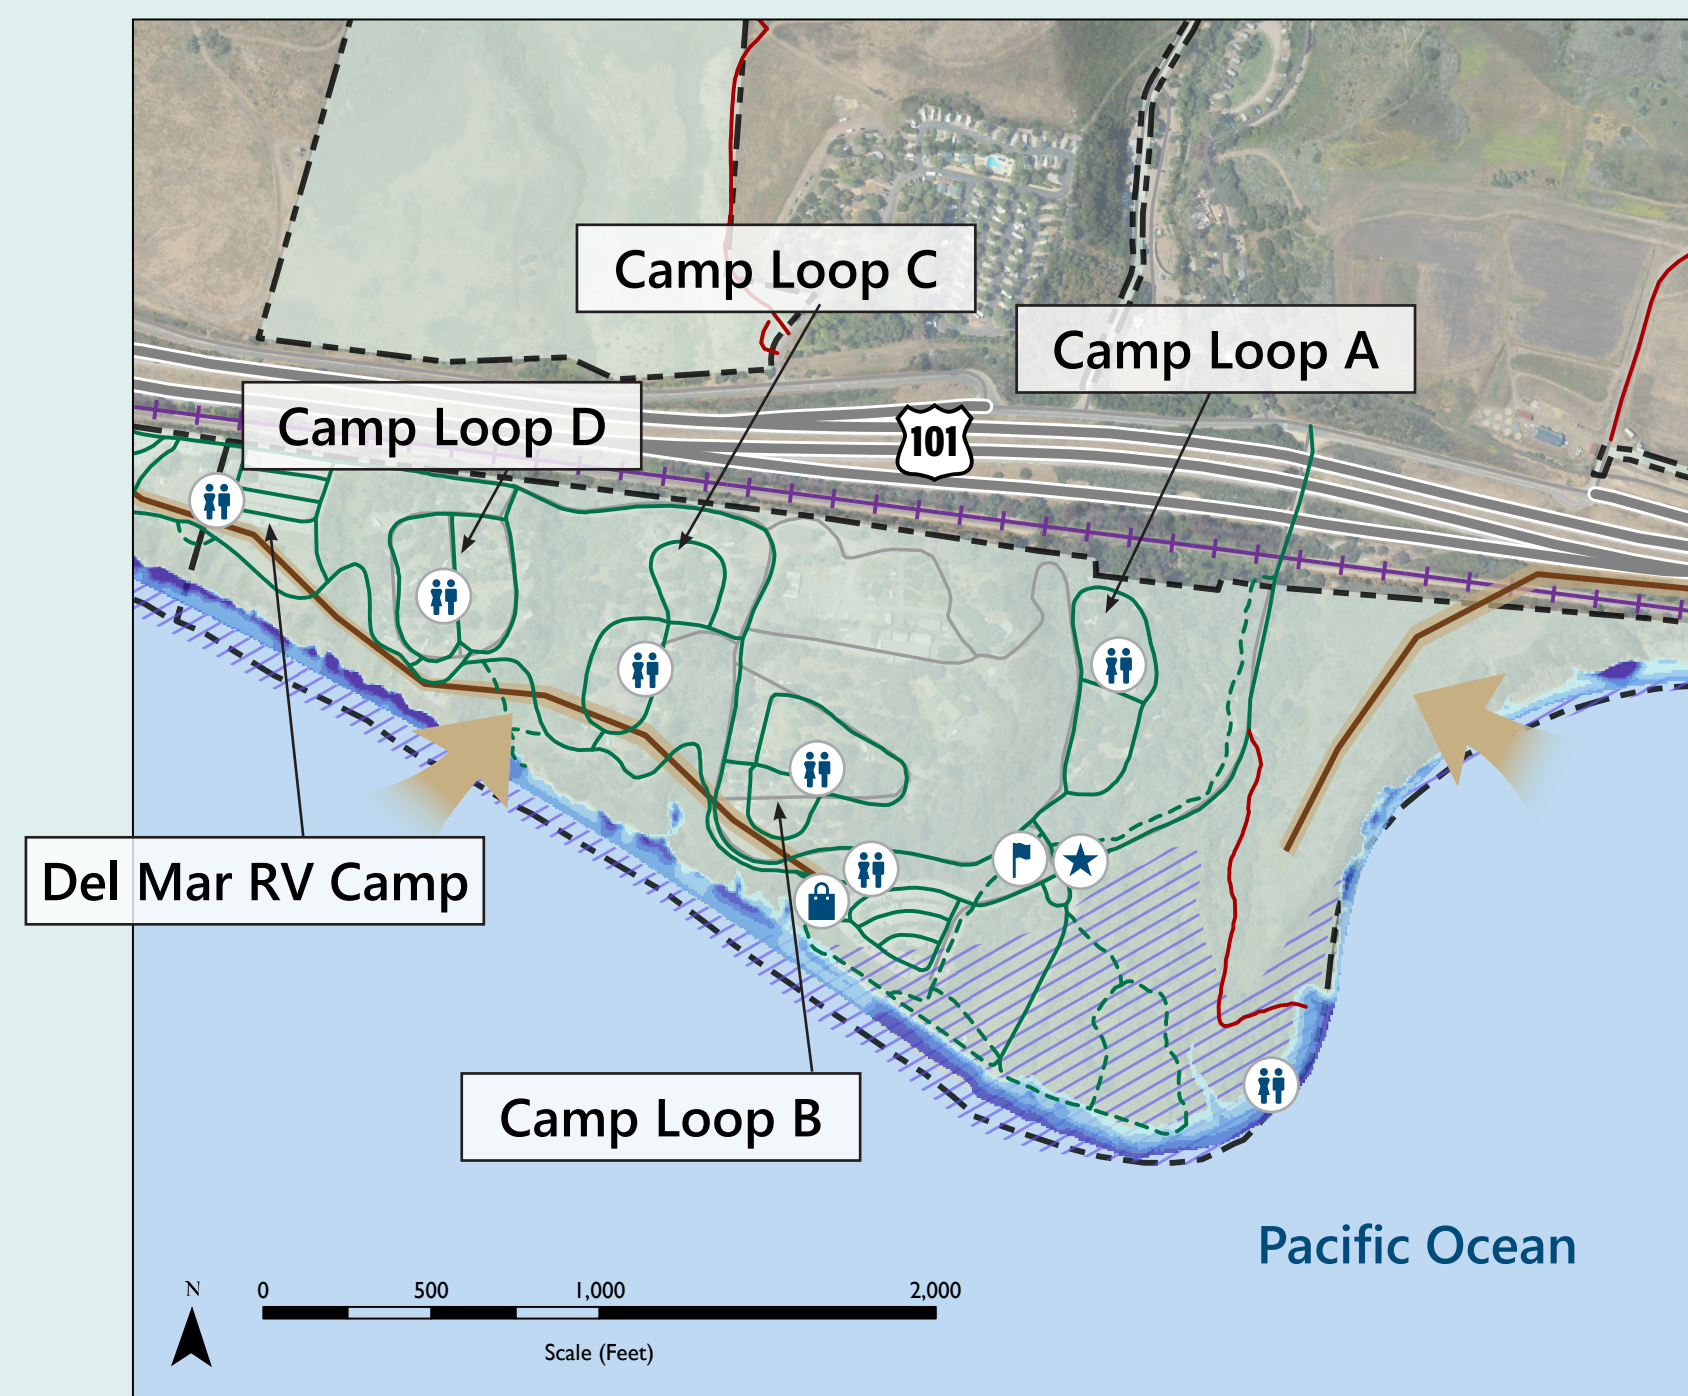 Camp Loop C
Camp Loop A
Camp Loop D
101
Del Mar RV Camp
Camp Loop B
Pacific Ocean
N
0 500 1,000 2,000
Scale (Feet)